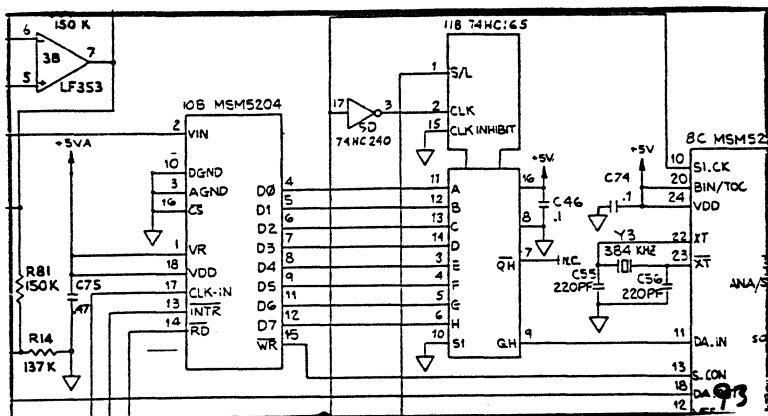 150K
6
3B
7
5
LF353
+5VA
R81
150K
C75
.47
R14
137K
10B MSM5204
2 VIN
10 DGND
3 AGND
16 CS
1 VR
18 VDD
17 CLK-IN
13 INTR
14 RD
D0 4
D1 5
D2 6
D3 7
D4 8
D5 9
D6 11
D7 12
WR 15
17
3
5D
74HC240
11B 74HC165
1 S/L
2 CLK
15 CLK INHIBIT
11 A
12 B
13 C
14 D
3 E
4 F
5 G
6 H
10 SI
16
+5V
C46
.1
8
QH 7 N.C
QH 9
+5V
C74
.1
Y3
384 KHZ
C55
220PF
C56
220PF
8C MSM52
10 SI.CK
20 BIN/TOC
24 VDD
22 XT
23 XT
ANA/S
11 DA.IN
13 S.CON
18
12
93